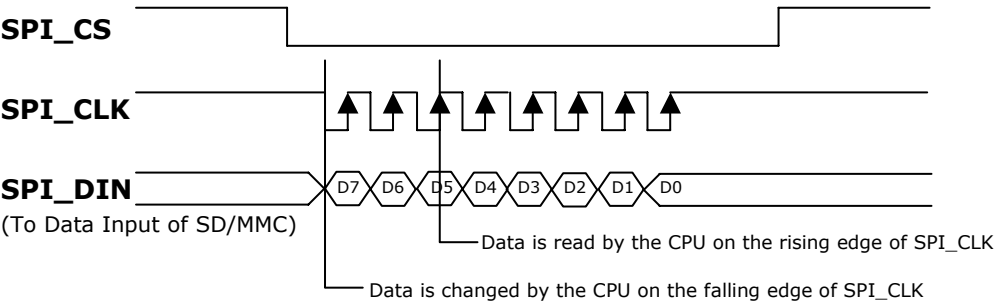 SPI_CS
SPI_CLK
SPI_DIN
D7 D6 D5 D4 D3 D2 D1 D0
(To Data Input of SD/MMC)
Data is read by the CPU on the rising edge of SPI_CLK
Data is changed by the CPU on the falling edge of SPI_CLK